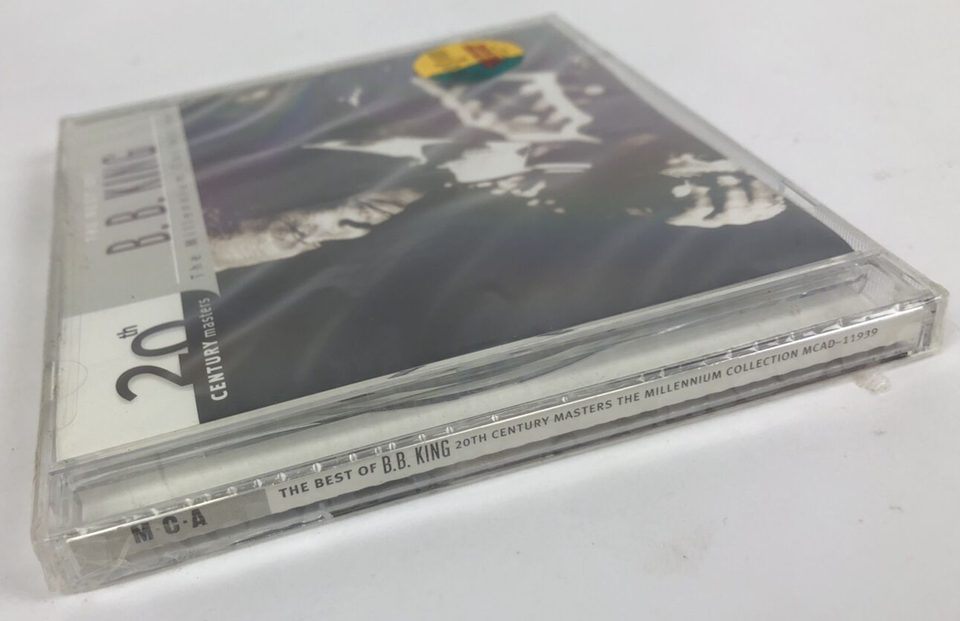 THE BEST OF
B.B. KING
The Millennium Collection
20th
CENTURY masters
M·C·A
THE BEST OF B.B. KING 20TH CENTURY MASTERS THE MILLENNIUM COLLECTION MCAD-11939